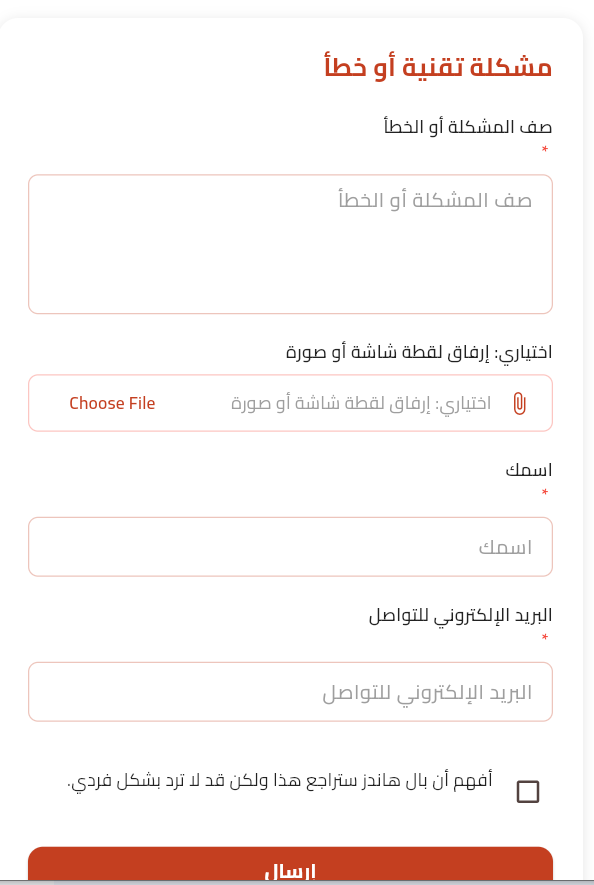 مشكلة تقنية أو خطأ
صف المشكلة أو الخطأ
*
صف المشكلة أو الخطأ
اختياري: إرفاق لقطة شاشة أو صورة
اختياري: إرفاق لقطة شاشة أو صورة Choose File
اسمك
*
اسمك
البريد الإلكتروني للتواصل
*
البريد الإلكتروني للتواصل
أفهم أن بال هاندز ستراجع هذا ولكن قد لا ترد بشكل فردي.
إرسال